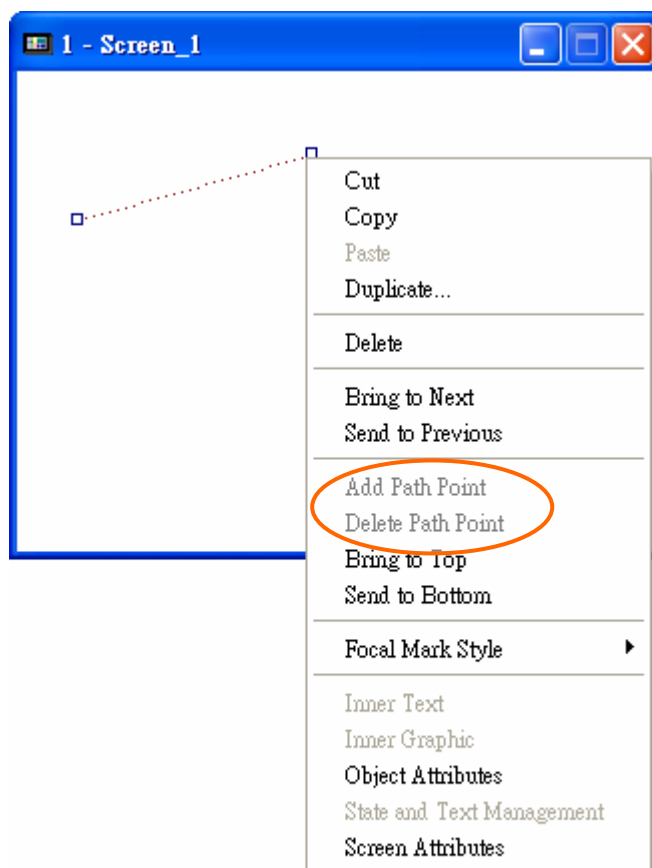 1 - Screen_1
Cut
Copy
Paste
Duplicate...
Delete
Bring to Next
Send to Previous
Add Path Point
Delete Path Point
Bring to Top
Send to Bottom
Focal Mark Style
Inner Text
Inner Graphic
Object Attributes
State and Text Management
Screen Attributes